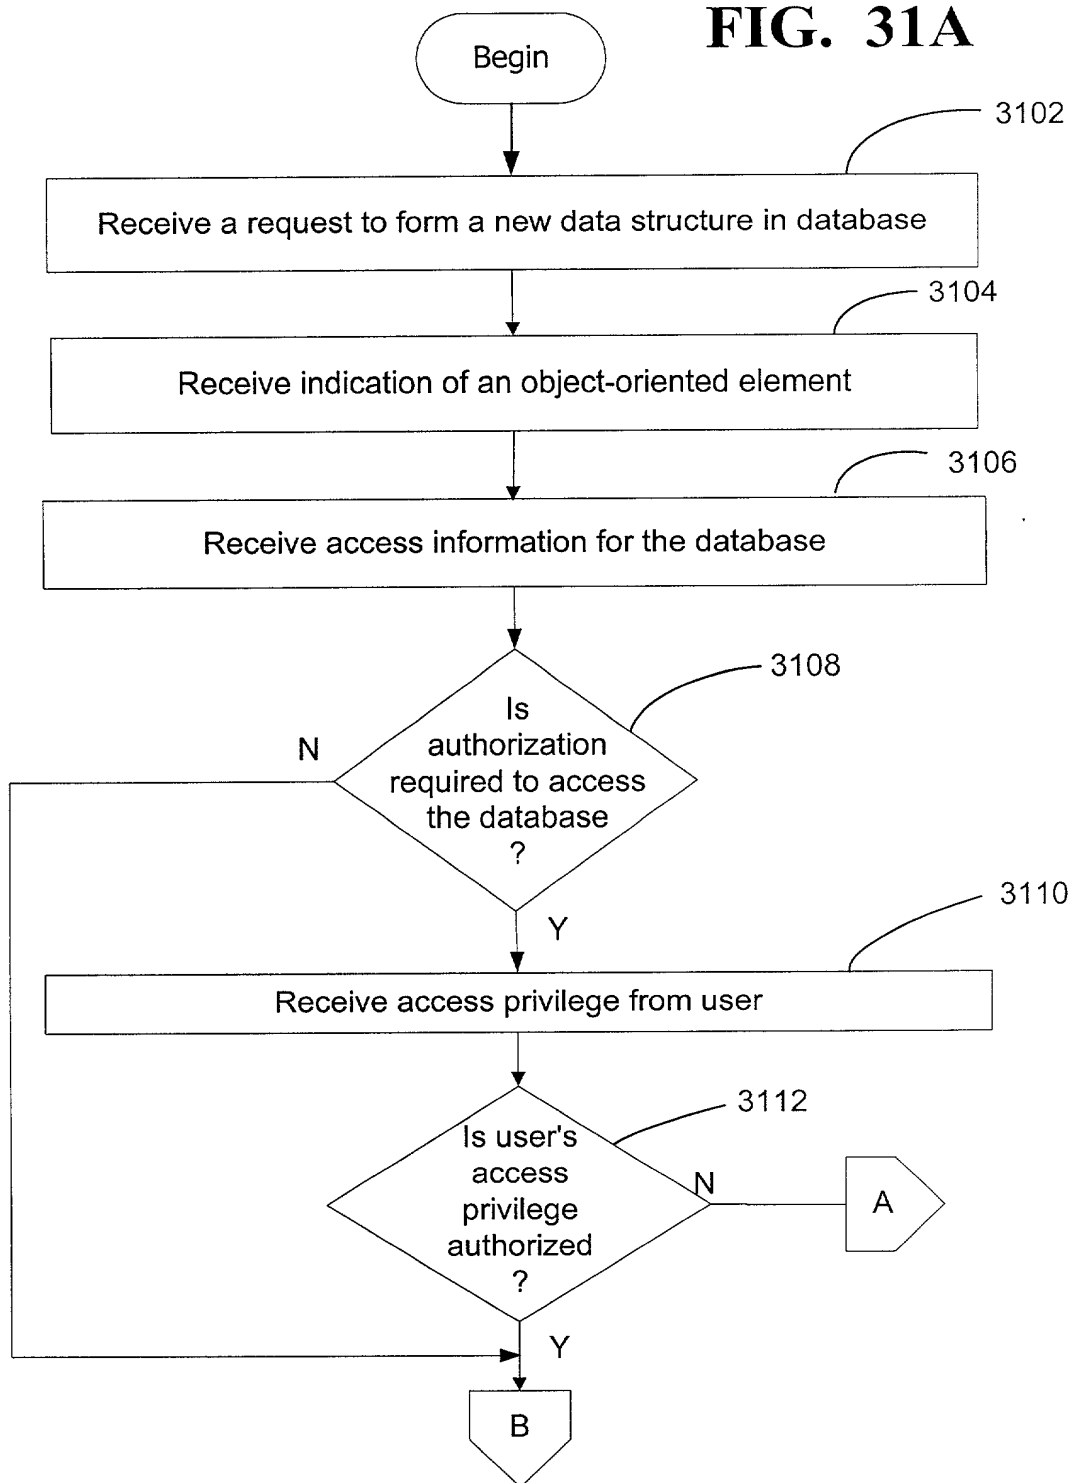 FIG. 31A
Begin
3102
Receive a request to form a new data structure in database
3104
Receive indication of an object-oriented element
3106
Receive access information for the database
3108
Is
authorization
required to access
the database
?
N
Y
3110
Receive access privilege from user
3112
Is user's
access
privilege
authorized
?
N
A
Y
B